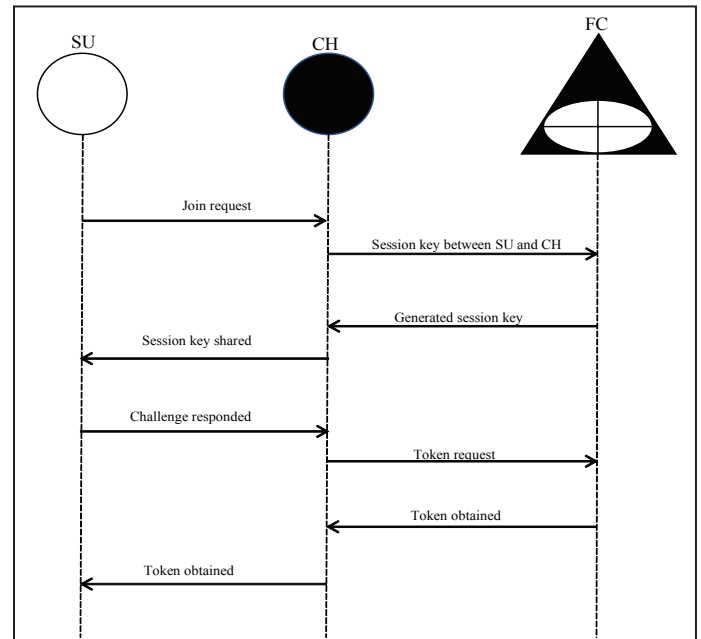 SU
CH
FC
Join request
Session key between SU and CH
Generated session key
Session key shared
Challenge responded
Token request
Token obtained
Token obtained